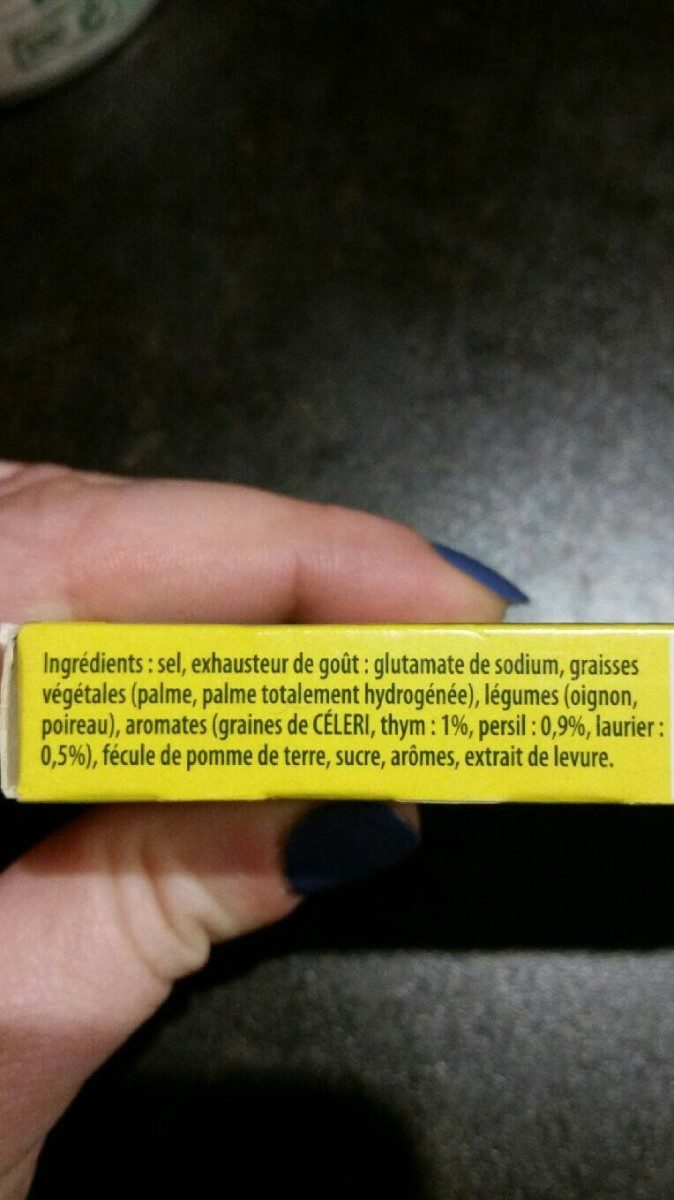 Ingrédients : sel, exhausteur de goût : glutamate de sodium, graisses
végétales (palme, palme totalement hydrogénée), légumes (oignon,
poireau), aromates (graines de CÉLERI, thym : 1%, persil : 0,9%, laurier :
0,5%), fécule de pomme de terre, sucre, arômes, extrait de levure.